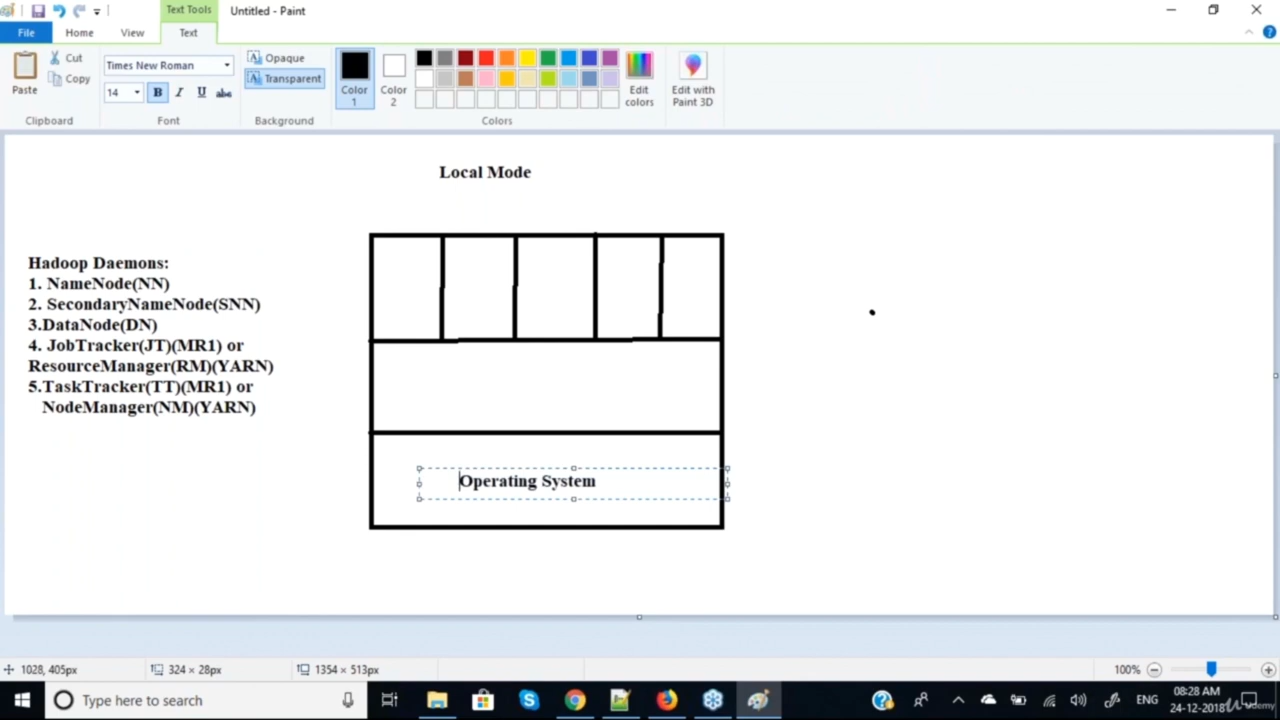 Text Tools
Untitled - Paint
File
Home
View
Text
Paste
Cut
Copy
Clipboard
Times New Roman
14
B
I
U
abc
Font
Opaque
Transparent
Background
Color
1
Color
2
Edit
colors
Colors
Edit with
Paint 3D
Local Mode
Hadoop Daemons:
1. NameNode(NN)
2. SecondaryNameNode(SNN)
3.DataNode(DN)
4. JobTracker(JT)(MR1) or
ResourceManager(RM)(YARN)
5.TaskTracker(TT)(MR1) or
NodeManager(NM)(YARN)
Operating System
1028, 405px
324 × 28px
1354 × 513px
100%
Type here to search
ENG
08:28 AM
24-12-2018
Udemy